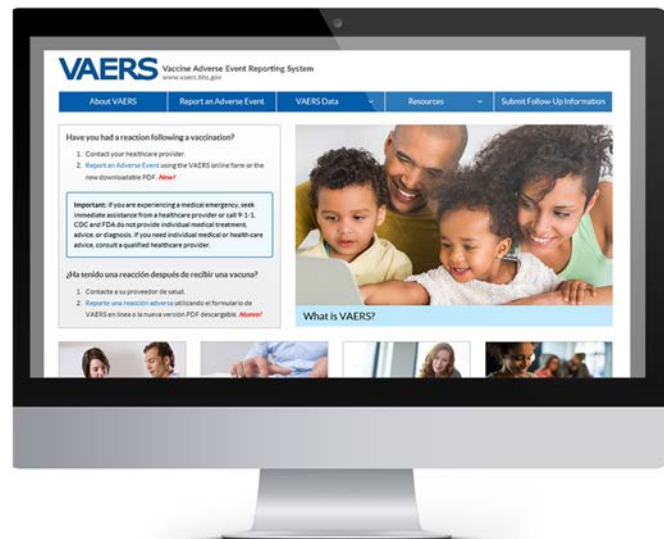 VAERS Vaccine Adverse Event Reporting System
www.vaers.hhs.gov
About VAERS Report an Adverse Event VAERS Data Resources Submit Follow-Up Information
Have you had a reaction following a vaccination?
1. Contact your healthcare provider.
2. Report an Adverse Event using the VAERS online form or the
new downloadable PDF. New!
Important: If you are experiencing a medical emergency, seek
immediate assistance from a healthcare provider or call 9-1-1.
CDC and FDA do not provide individual medical treatment,
advice, or diagnosis. If you need individual medical or health care
advice, consult a qualified healthcare provider.
¿Ha tenido una reacción después de recibir una vacuna?
1. Contacte a su proveedor de salud.
2. Reporte una reacción adversa utilizando el formulario de
VAERS en línea o la nueva versión PDF descargable. Nuevo!
What is VAERS?